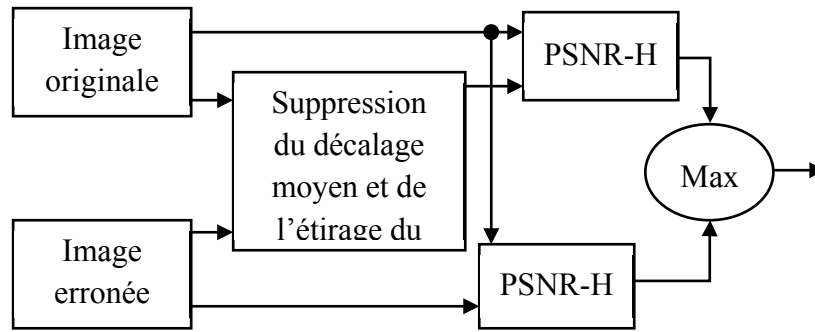 Image
originale
PSNR-H
Suppression
du décalage
moyen et de
l'étirage du
Max
Image
erronée
PSNR-H